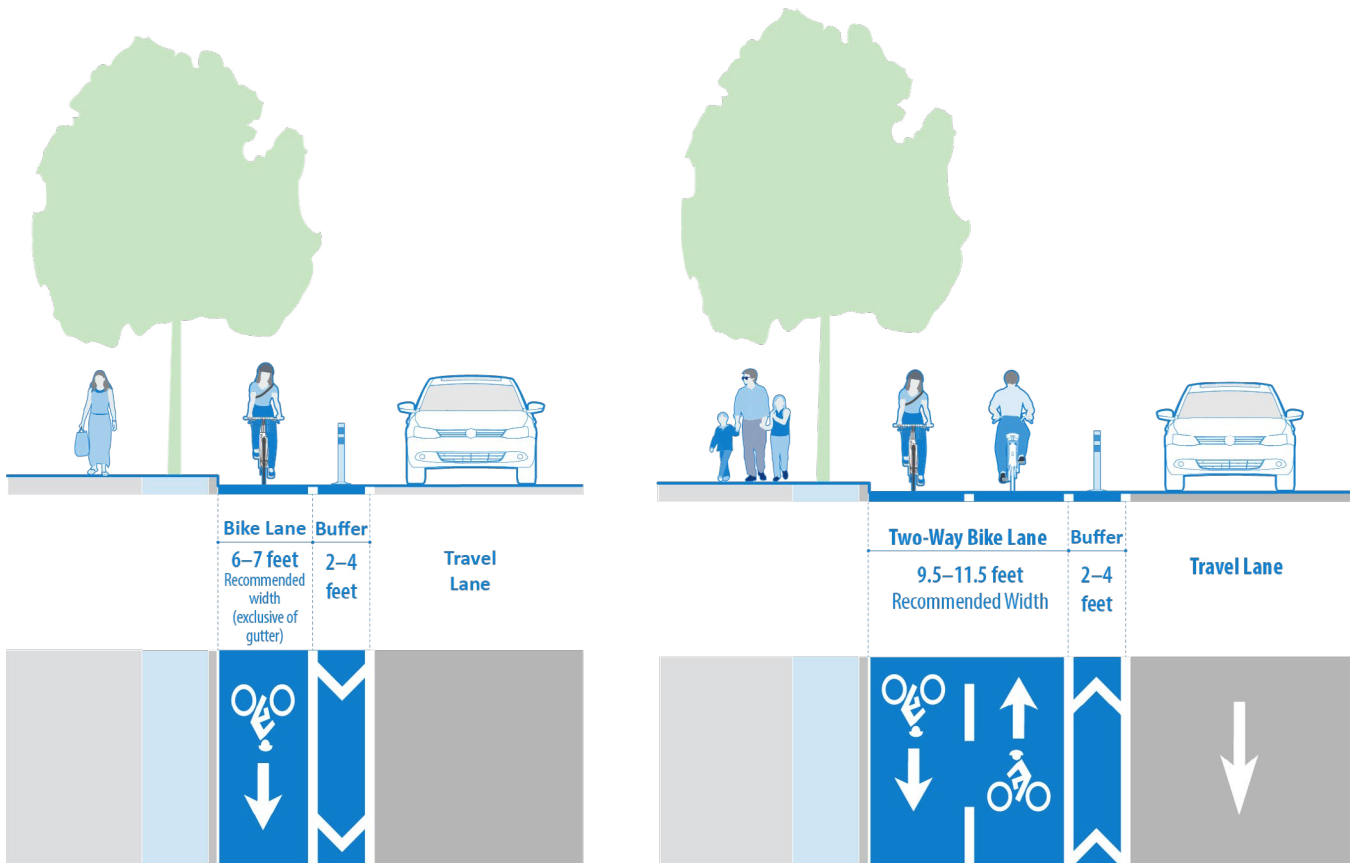 Bike Lane
6–7 feet
Recommended
width
(exclusive of
gutter)
Buffer
2–4
feet
Travel
Lane
Two-Way Bike Lane
9.5–11.5 feet
Recommended Width
Buffer
2–4
feet
Travel Lane